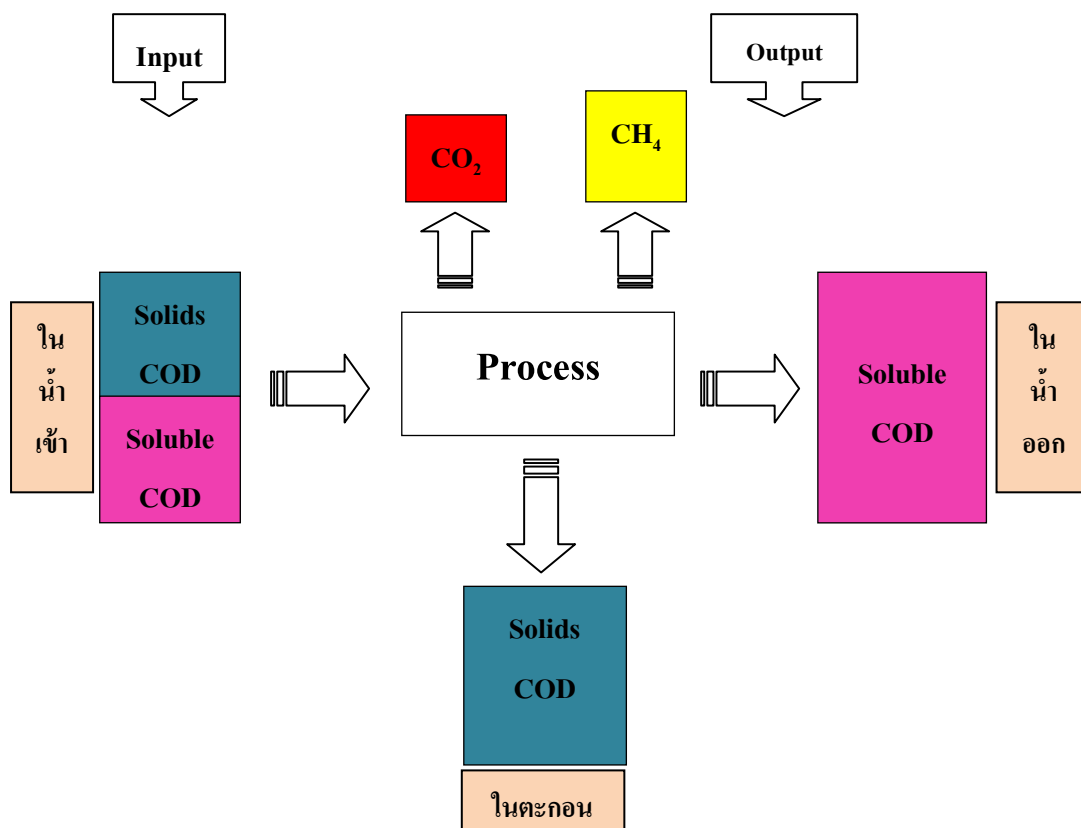 Input
Output
CO₂
CH₄
ใน
น้ำ
เข้า
Solids
COD
Soluble
COD
Process
Soluble
COD
ใน
น้ำ
ออก
Solids
COD
ในตะกอน